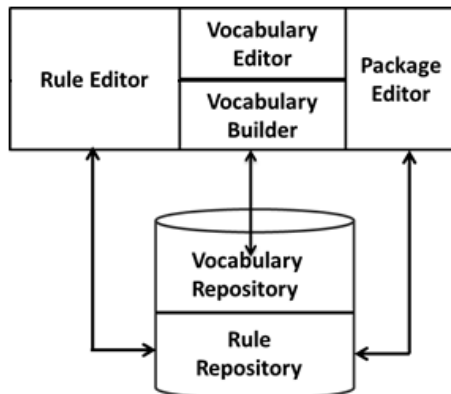 Rule Editor
Vocabulary
Editor
Vocabulary
Builder
Package
Editor
Vocabulary
Repository
Rule
Repository